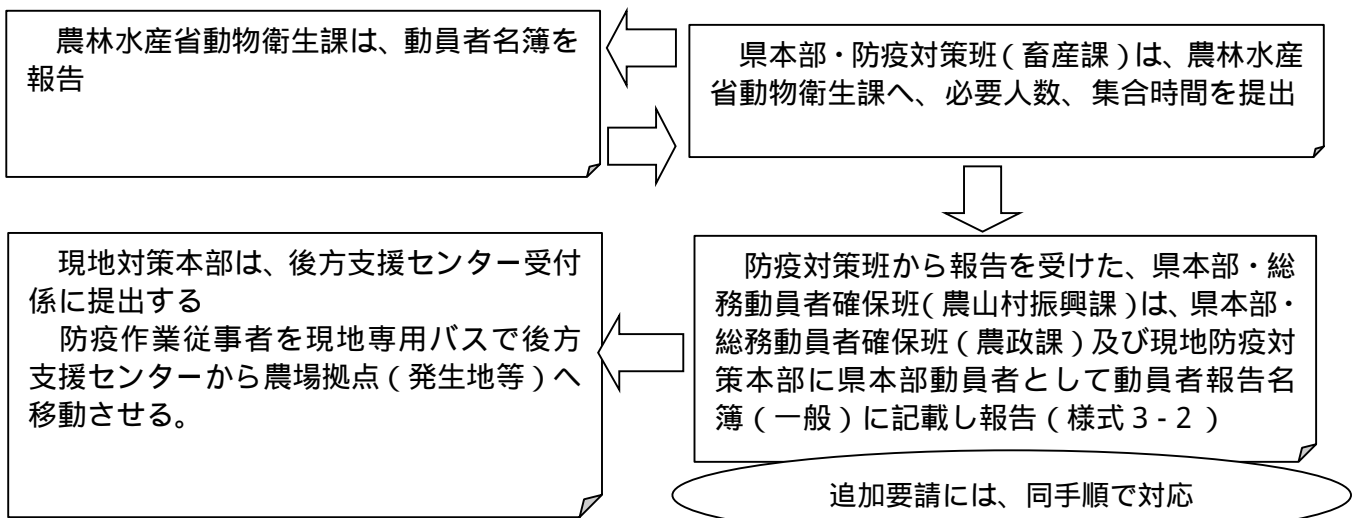 農林水産省動物衛生課は、動員者名簿を
報告
県本部・防疫対策班(畜産課)は、農林水産
省動物衛生課へ、必要人数、集合時間を提出
現地対策本部は、後方支援センター受付
係に提出する
防疫作業従事者を現地専用バスで後方
支援センターから農場拠点(発生地等)へ
移動させる。
防疫対策班から報告を受けた、県本部・総
務動員者確保班(農山村振興課)は、県本部・
総務動員者確保班(農政課)及び現地防疫対
策本部に県本部動員者として動員者報告名
簿(一般)に記載し報告(様式3-2)
追加要請には、同手順で対応